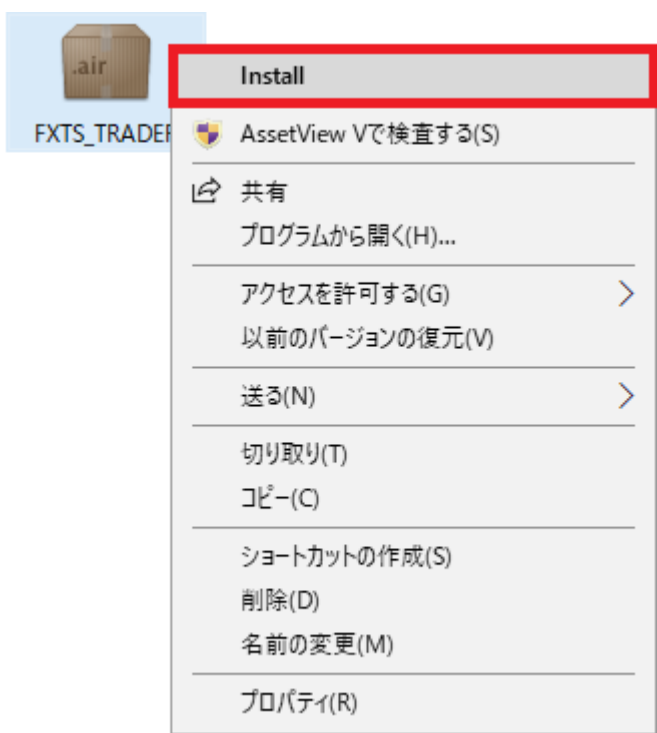 .air
FXTS_TRADER
Install
AssetView Vで検査する(S)
共有
プログラムから開く(H)...
アクセスを許可する(G)
以前のバージョンの復元(V)
送る(N)
切り取り(T)
コピー(C)
ショートカットの作成(S)
削除(D)
名前の変更(M)
プロパティ(R)